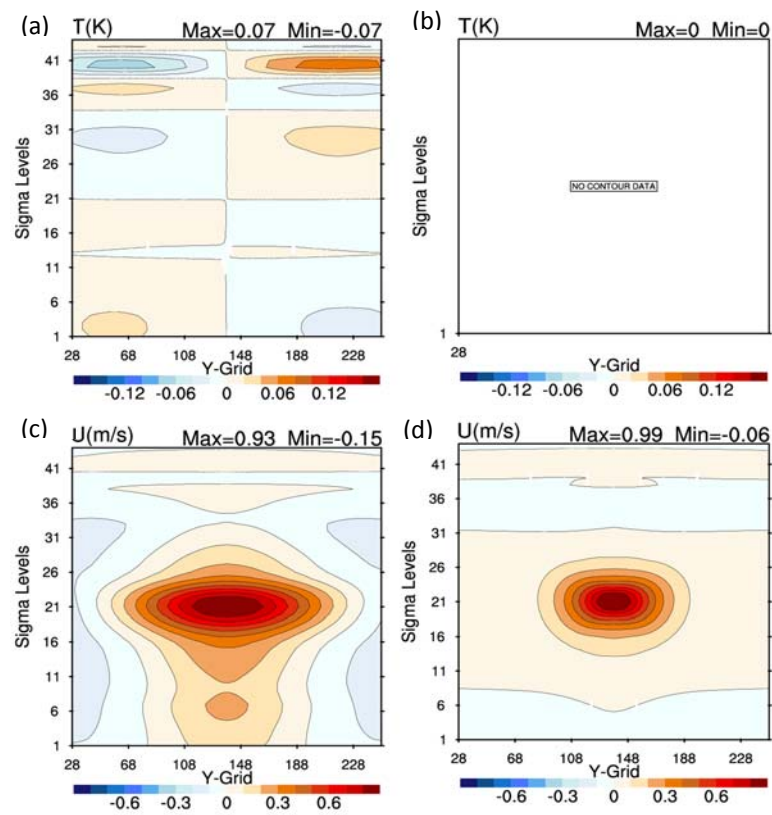 (a) T(K) Max=0.07 Min=-0.07
41
36
31
26
21
16
11
6
1
Sigma Levels
28 68 108 148 188 228
Y-Grid
-0.12 -0.06 0 0.06 0.12
(b) T(K) Max=0 Min=0
Sigma Levels
NO CONTOUR DATA
1
28
Y-Grid
-0.12 -0.06 0 0.06 0.12
(c) U(m/s) Max=0.93 Min=-0.15
41
36
31
26
21
16
11
6
1
Sigma Levels
28 68 108 148 188 228
Y-Grid
-0.6 -0.3 0 0.3 0.6
(d) U(m/s) Max=0.99 Min=-0.06
41
36
31
26
21
16
11
6
1
Sigma Levels
28 68 108 148 188 228
Y-Grid
-0.6 -0.3 0 0.3 0.6